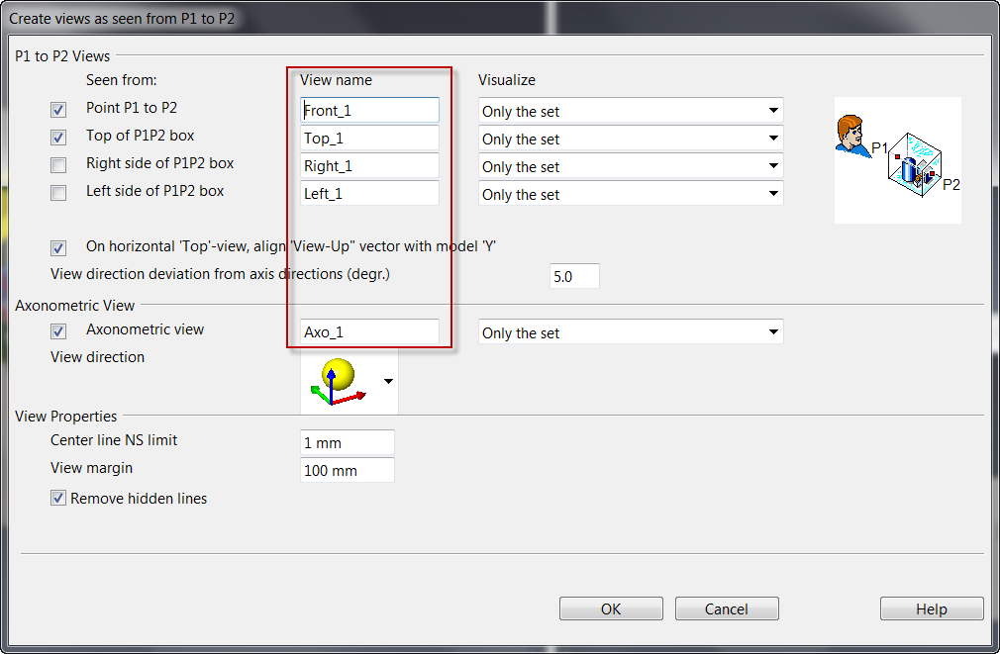 Create views as seen from P1 to P2
P1 to P2 Views
Seen from: View name Visualize
Point P1 to P2 Front_1 Only the set
Top of P1P2 box Top_1 Only the set
Right side of P1P2 box Right_1 Only the set
Left side of P1P2 box Left_1 Only the set
P1
P2
On horizontal 'Top'-view, align 'View-Up" vector with model 'Y'
View direction deviation from axis directions (degr.) 5.0
Axonometric View
Axonometric view Axo_1 Only the set
View direction
View Properties
Center line NS limit 1 mm
View margin 100 mm
Remove hidden lines
OK Cancel Help